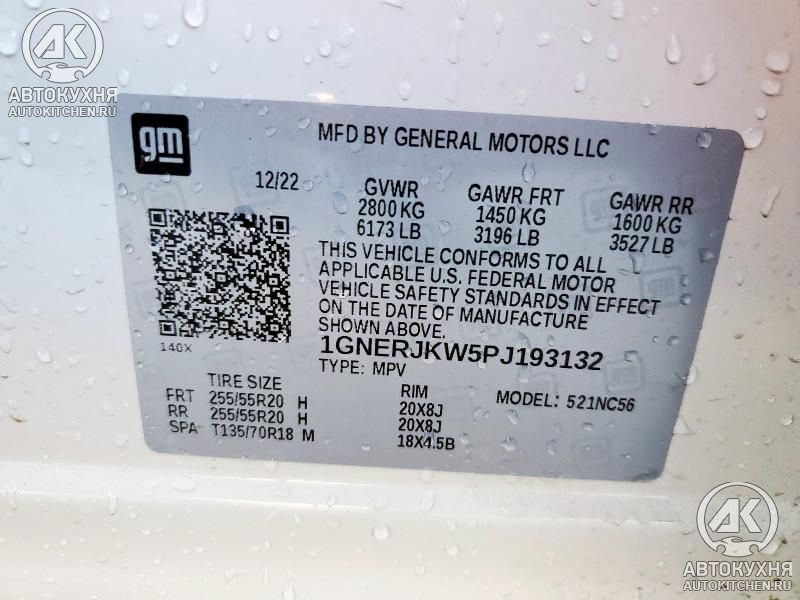 АК
АВТОКУХНЯ
AUTOKITCHEN.RU
gm
MFD BY GENERAL MOTORS LLC
12/22 GVWR GAWR FRT GAWR RR
2800 KG 1450 KG 1600 KG
6173 LB 3196 LB 3527 LB
THIS VEHICLE CONFORMS TO ALL
APPLICABLE U.S. FEDERAL MOTOR
VEHICLE SAFETY STANDARDS IN EFFECT
ON THE DATE OF MANUFACTURE
SHOWN ABOVE.
140X
1GNERJKW5PJ193132
TYPE: MPV
TIRE SIZE RIM MODEL: 521NC56
FRT 255/55R20 H 20X8J
RR 255/55R20 H 20X8J
SPA T135/70R18 M 18X4.5B
АК
АВТОКУХНЯ
AUTOKITCHEN.RU